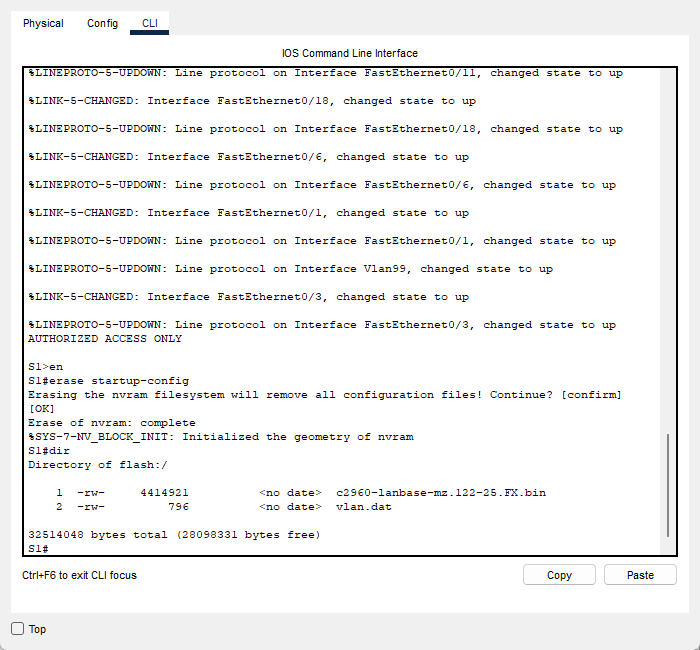 Physical Config CLI
IOS Command Line Interface
%LINEPROTO-5-UPDOWN: Line protocol on Interface FastEthernet0/11, changed state to up
%LINK-5-CHANGED: Interface FastEthernet0/18, changed state to up
%LINEPROTO-5-UPDOWN: Line protocol on Interface FastEthernet0/18, changed state to up
%LINK-5-CHANGED: Interface FastEthernet0/6, changed state to up
%LINEPROTO-5-UPDOWN: Line protocol on Interface FastEthernet0/6, changed state to up
%LINK-5-CHANGED: Interface FastEthernet0/1, changed state to up
%LINEPROTO-5-UPDOWN: Line protocol on Interface FastEthernet0/1, changed state to up
%LINEPROTO-5-UPDOWN: Line protocol on Interface Vlan99, changed state to up
%LINK-5-CHANGED: Interface FastEthernet0/3, changed state to up
%LINEPROTO-5-UPDOWN: Line protocol on Interface FastEthernet0/3, changed state to up
AUTHORIZED ACCESS ONLY
S1>en
S1#erase startup-config
Erasing the nvram filesystem will remove all configuration files! Continue? [confirm]
[OK]
Erase of nvram: complete
%SYS-7-NV_BLOCK_INIT: Initialized the geometry of nvram
S1#dir
Directory of flash:/
1 -rw- 4414921 <no date> c2960-lanbase-mz.122-25.FX.bin
2 -rw- 796 <no date> vlan.dat
32514048 bytes total (28098331 bytes free)
S1#
Ctrl+F6 to exit CLI focus Copy Paste
Top